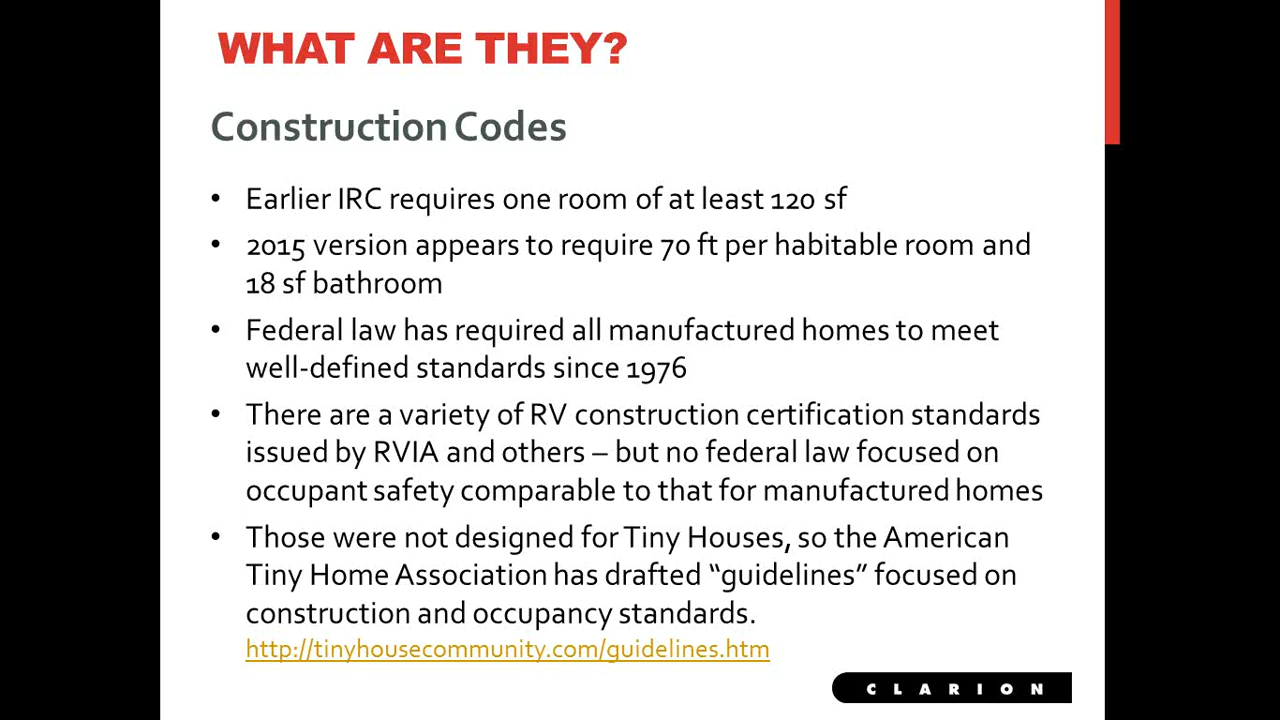 WHAT ARE THEY?
Construction Codes
• Earlier IRC requires one room of at least 120 sf
• 2015 version appears to require 70 ft per habitable room and
18 sf bathroom
• Federal law has required all manufactured homes to meet
well-defined standards since 1976
• There are a variety of RV construction certification standards
issued by RVIA and others – but no federal law focused on
occupant safety comparable to that for manufactured homes
• Those were not designed for Tiny Houses, so the American
Tiny Home Association has drafted “guidelines” focused on
construction and occupancy standards.
http://tinyhousecommunity.com/guidelines.htm
CLARION